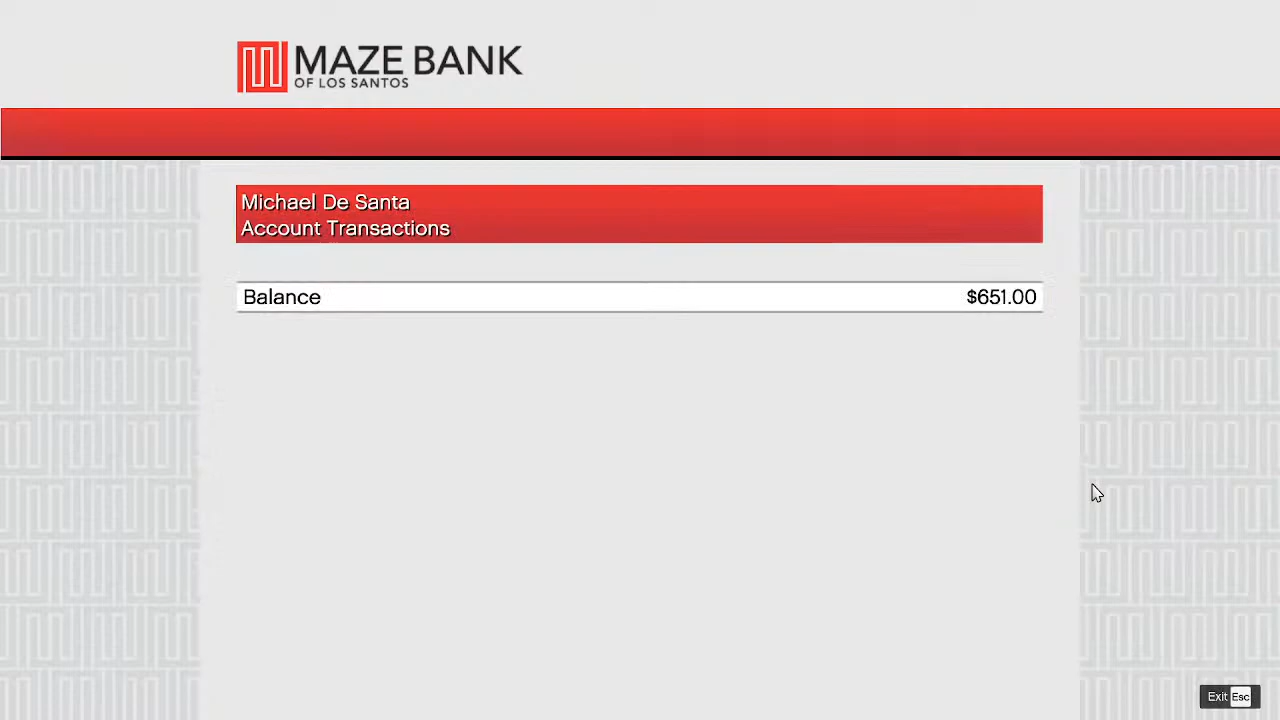 MAZE BANK
OF LOS SANTOS
Michael De Santa
Account Transactions
Balance $651.00
Exit Esc